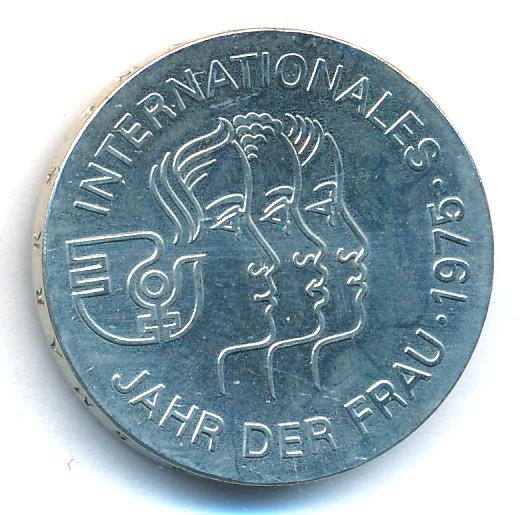 INTERNATIONALES
JAHR DER FRAU · 1975 ·